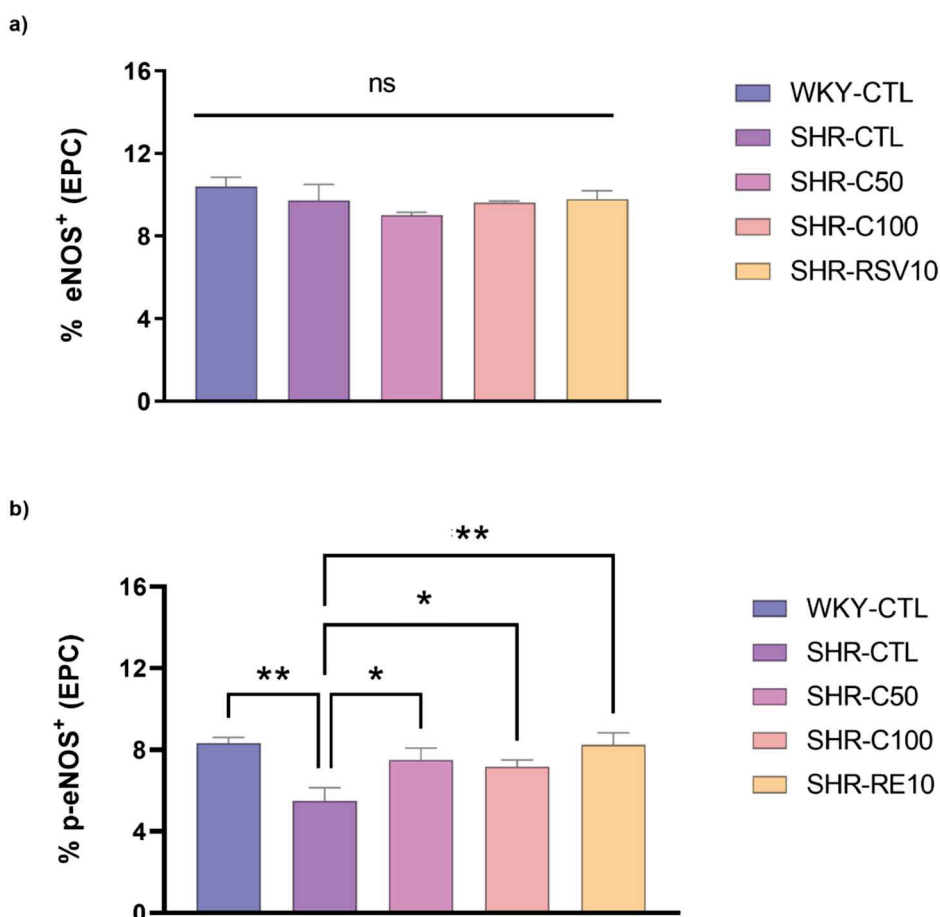 a)
16
12
8
4
0
% eNOS+ (EPC)
ns
WKY-CTL
SHR-CTL
SHR-C50
SHR-C100
SHR-RSV10
b)
16
12
8
4
0
% p-eNOS+ (EPC)
**
*
*
**
WKY-CTL
SHR-CTL
SHR-C50
SHR-C100
SHR-RE10